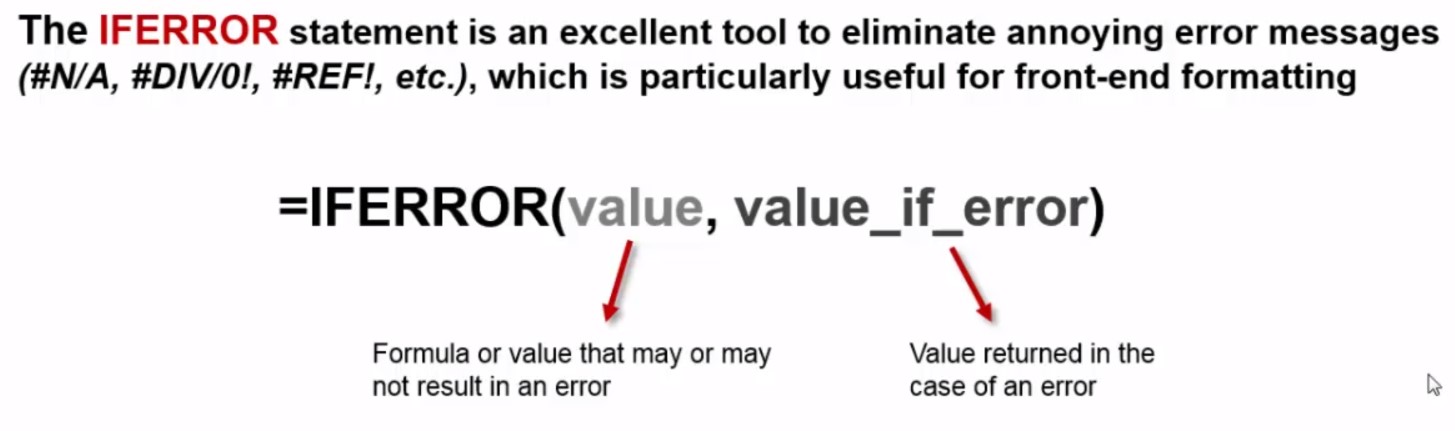 The IFERROR statement is an excellent tool to eliminate annoying error messages
(#N/A, #DIV/0!, #REF!, etc.), which is particularly useful for front-end formatting
=IFERROR(value, value_if_error)
Formula or value that may or may
not result in an error
Value returned in the
case of an error